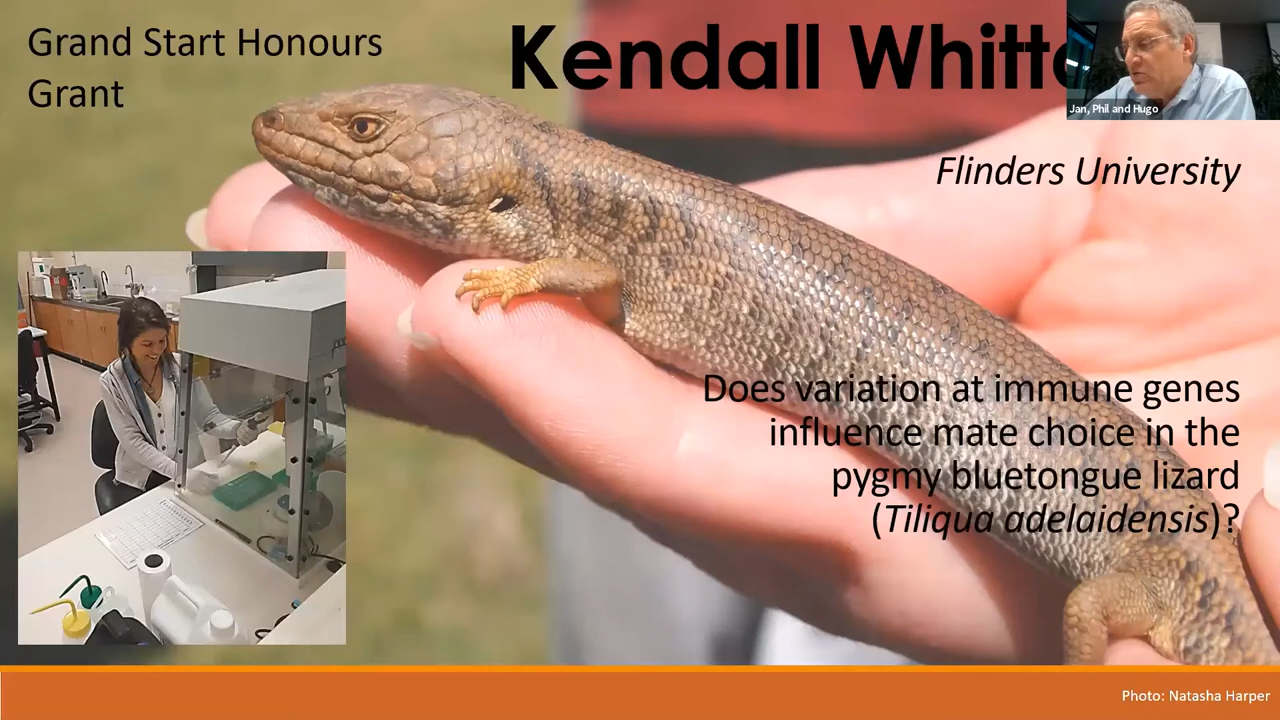 Grand Start Honours
Grant
Kendall
Jan, Phil and Hugo
Flinders University
Does variation at immune genes
influence mate choice in the
pygmy bluetongue lizard
(Tiliqua adelaidensis)?
Photo: Natasha Harper